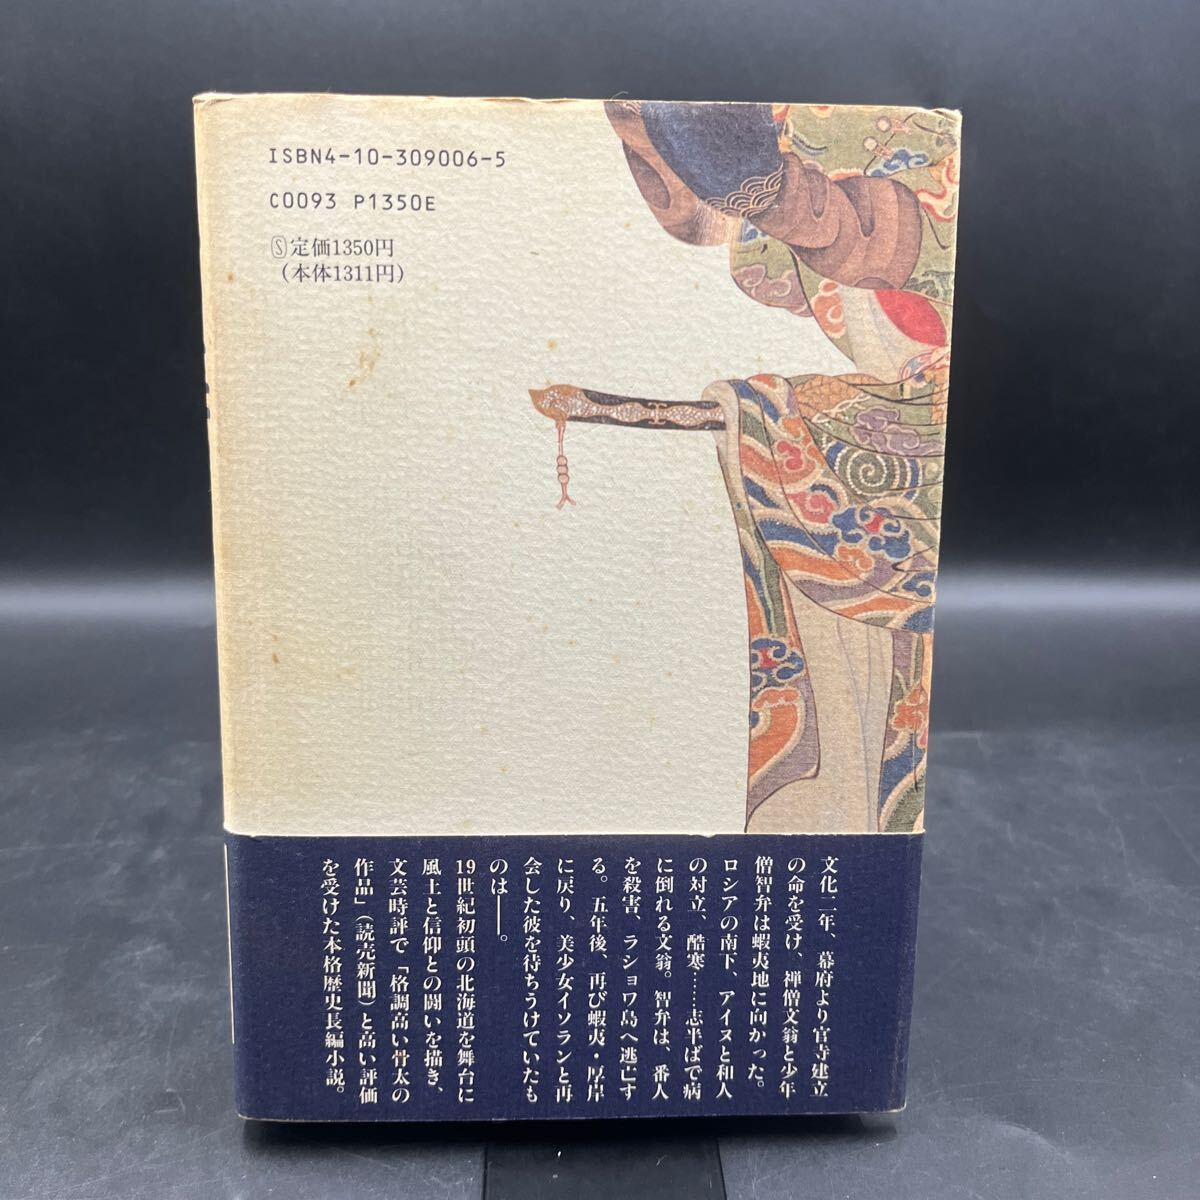 ISBN4-10-309006-5
C0093 P1350E
Ⓢ定価1350円
(本体1311円)
文化二年、幕府より官寺建立
の命を受け、禅僧文翁と少年
僧智弁は蝦夷地に向かった。
ロシアの南下、アイヌと和人
の対立、酷寒……志半ばで病
に倒れる文翁。智弁は、番人
を殺害、ラショワ島へ逃亡す
る。五年後、再び蝦夷・厚岸
に戻り、美少女イソランと再
会した彼を待ちうけていたも
のは――。
19世紀初頭の北海道を舞台に
風土と信仰との闘いを描き、
文芸時評で「格調高い骨太の
作品」(読売新聞)と高い評価
を受けた本格歴史長編小説。